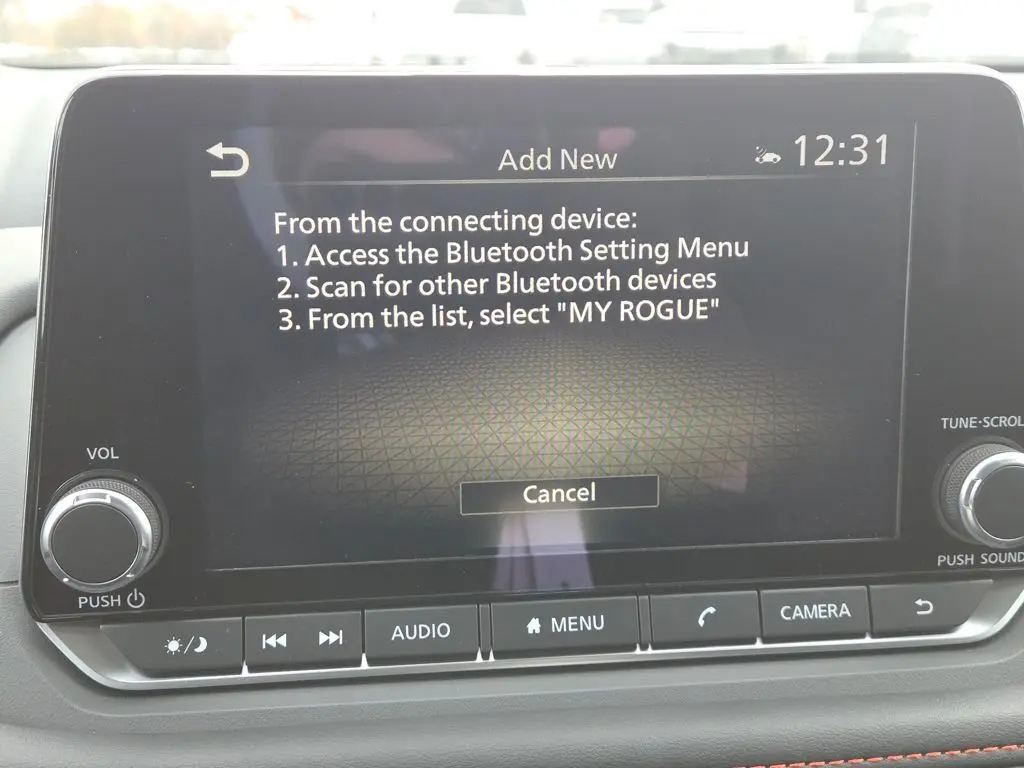 Add New
12:31
From the connecting device:
1. Access the Bluetooth Setting Menu
2. Scan for other Bluetooth devices
3. From the list, select "MY ROGUE"
Cancel
VOL
PUSH
TUNE·SCROL
PUSH SOUND
AUDIO
MENU
CAMERA